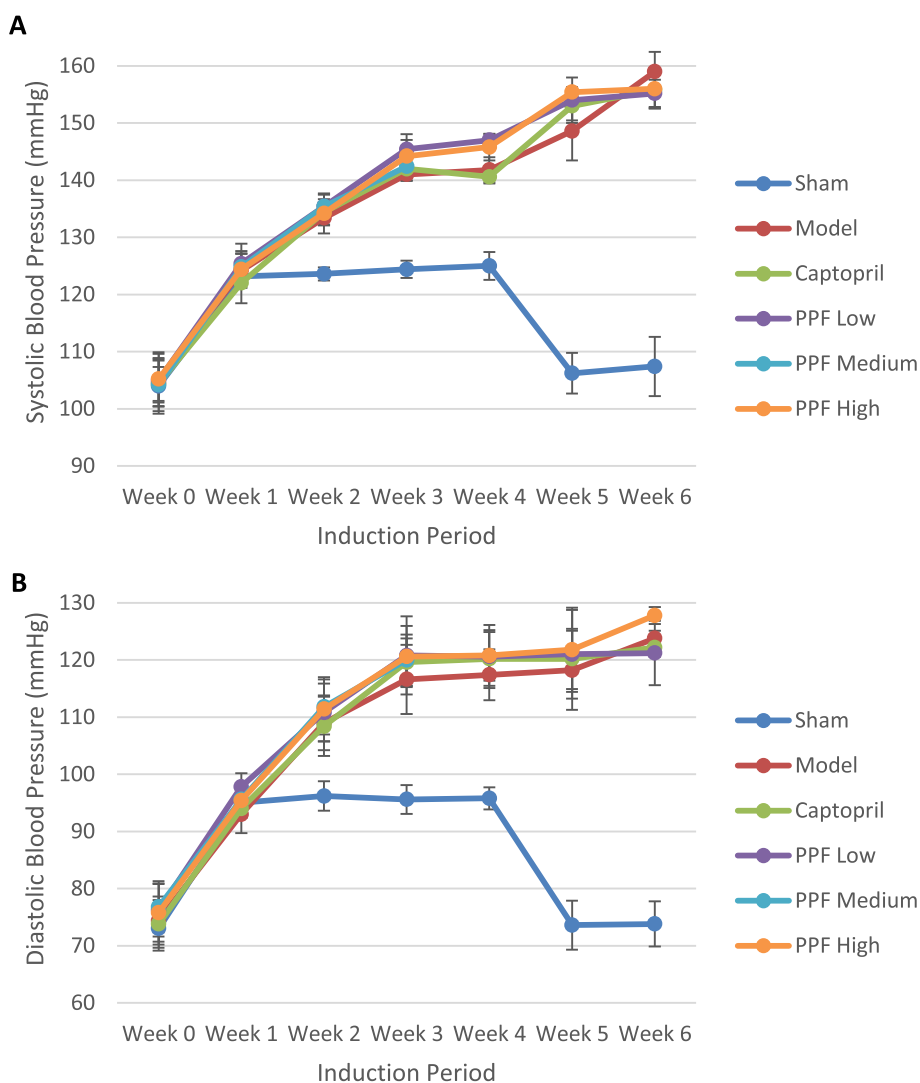 A
Systolic Blood Pressure (mmHg)
160
150
140
130
120
110
100
90
Week 0 Week 1 Week 2 Week 3 Week 4 Week 5 Week 6
Induction Period
Sham
Model
Captopril
PPF Low
PPF Medium
PPF High
B
Diastolic Blood Pressure (mmHg)
130
120
110
100
90
80
70
60
Week 0 Week 1 Week 2 Week 3 Week 4 Week 5 Week 6
Induction Period
Sham
Model
Captopril
PPF Low
PPF Medium
PPF High